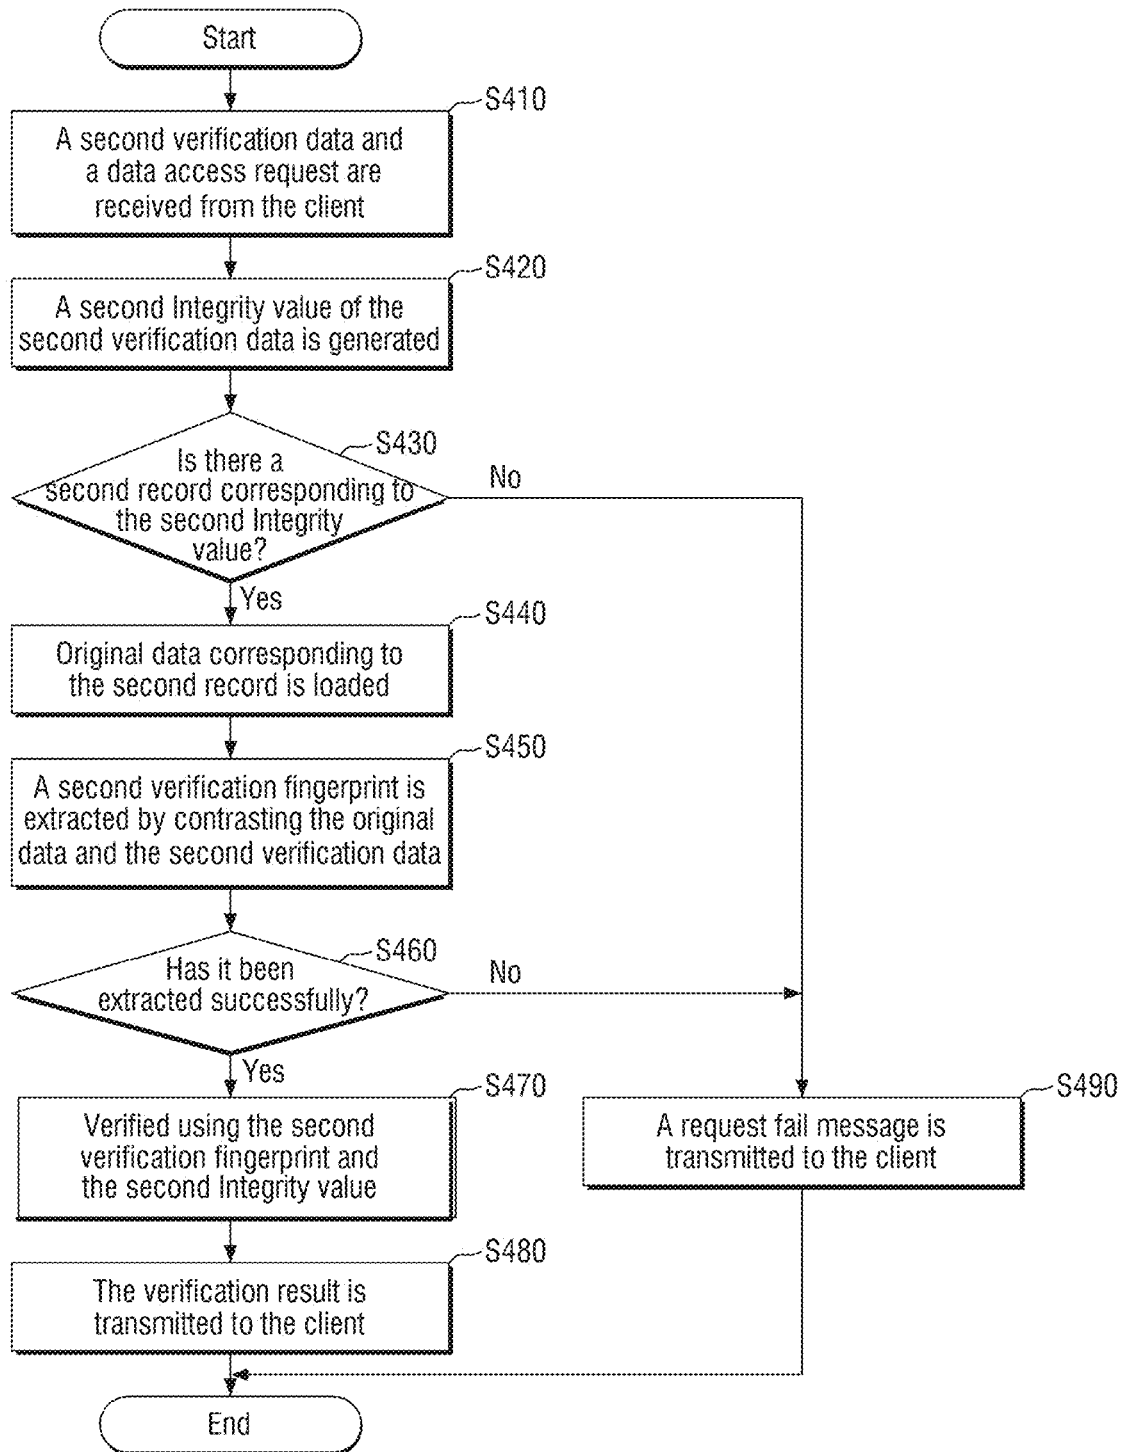 Start
S410
A second verification data and
a data access request are
received from the client
S420
A second Integrity value of the
second verification data is generated
S430
Is there a
second record corresponding to
the second Integrity
value?
No
Yes
S440
Original data corresponding to
the second record is loaded
S450
A second verification fingerprint is
extracted by contrasting the original
data and the second verification data
S460
Has it been
extracted successfully?
No
Yes
S470
Verified using the second
verification fingerprint and
the second Integrity value
S490
A request fail message is
transmitted to the client
S480
The verification result is
transmitted to the client
End